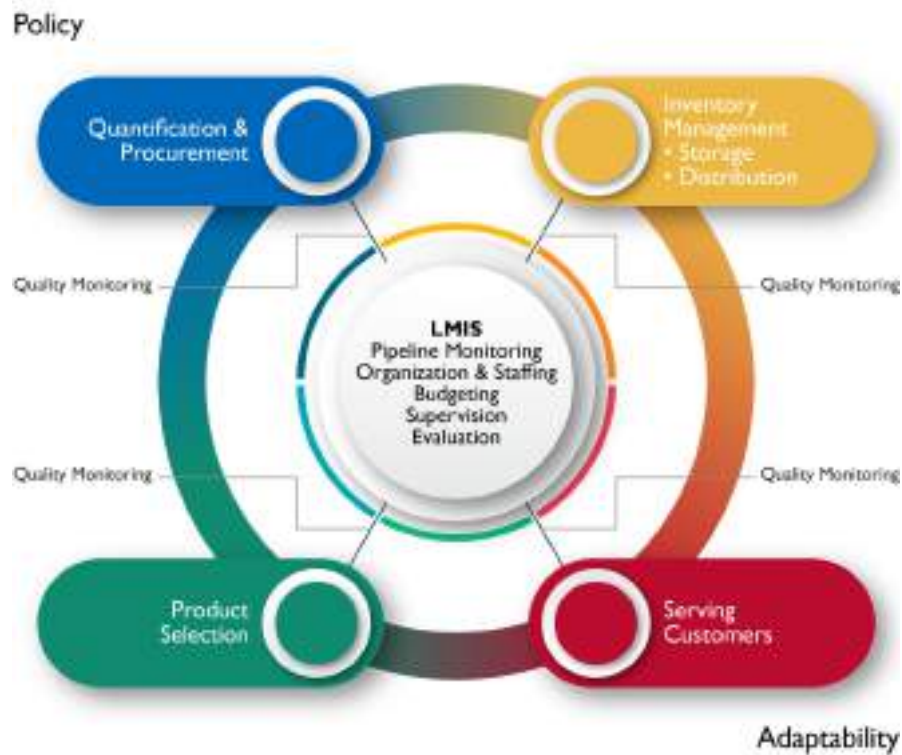 Policy
Quantification &
Procurement
Inventory
Management
• Storage
• Distribution
Quality Monitoring
Quality Monitoring
LMIS
Pipeline Monitoring
Organization & Staffing
Budgeting
Supervision
Evaluation
Quality Monitoring
Quality Monitoring
Product
Selection
Serving
Customers
Adaptability